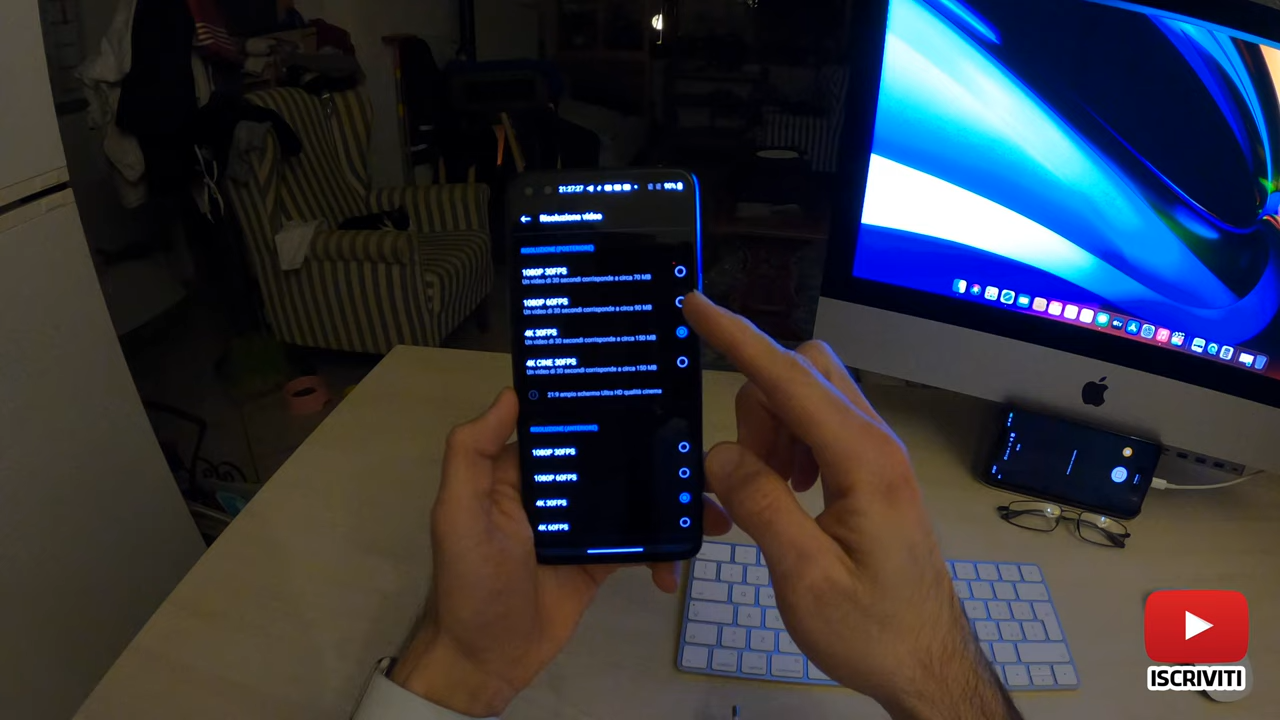 21:27:27
98%
Risoluzione video
RISOLUZIONE (POSTERIORE)
1080P 30FPS
Un video di 30 secondi corrisponde a circa 70 MB
1080P 60FPS
Un video di 30 secondi corrisponde a circa 90 MB
4K 30FPS
Un video di 30 secondi corrisponde a circa 150 MB
4K CINE 30FPS
Un video di 30 secondi corrisponde a circa 150 MB
21:9 ampio schermo Ultra HD qualità cinema
RISOLUZIONE (ANTERIORE)
1080P 30FPS
1080P 60FPS
4K 30FPS
4K 60FPS
ISCRIVITI